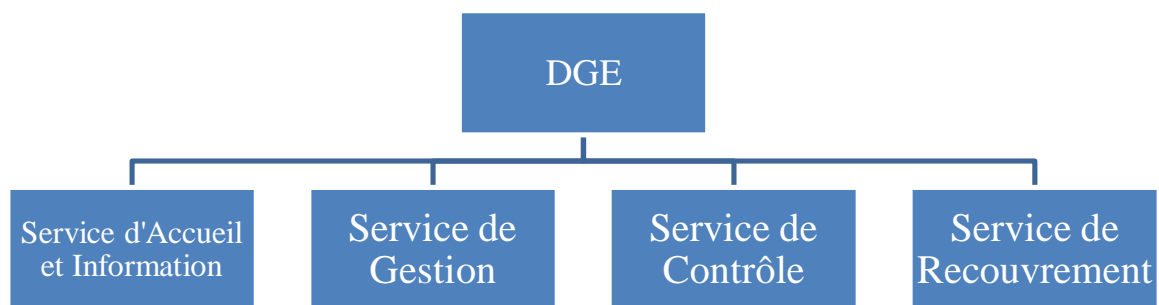 DGE
Service d'Accueil
et Information
Service de
Gestion
Service de
Contrôle
Service de
Recouvrement